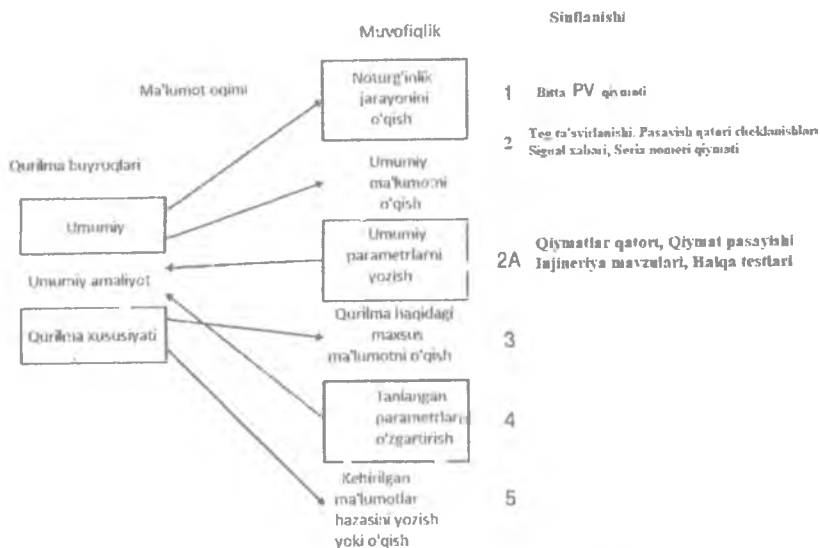 Sinflanishi
Muvofiqlik
Ma'lumot oqimi
Noturg'inlik
jarayonini
o'qish
1 Bitta PV qiymati
2 Teg ta'svirlanishi. Pasayish qatori cheklanishlari
Signal xabari, Seria nomeri qiymati
Qurilma buyruqlari
Umumiy
ma'lumotni
o'qish
Umumiy
Umumiy
parametrlarni
yozish
2A Qiymatlar qatori, Qiymat pasayishi
Injineriya mavzulari, Halqa testlari
Umumiy amaliyot
Qurilma xususiyati
Qurilma haqidagi
maxsus
ma'lumotni o'qish
3
Tanlangan
parametrlarni
o'zgartirish
4
Kehirilgan
ma'lumotlar
hazasini yozish
yoki o'qish
5